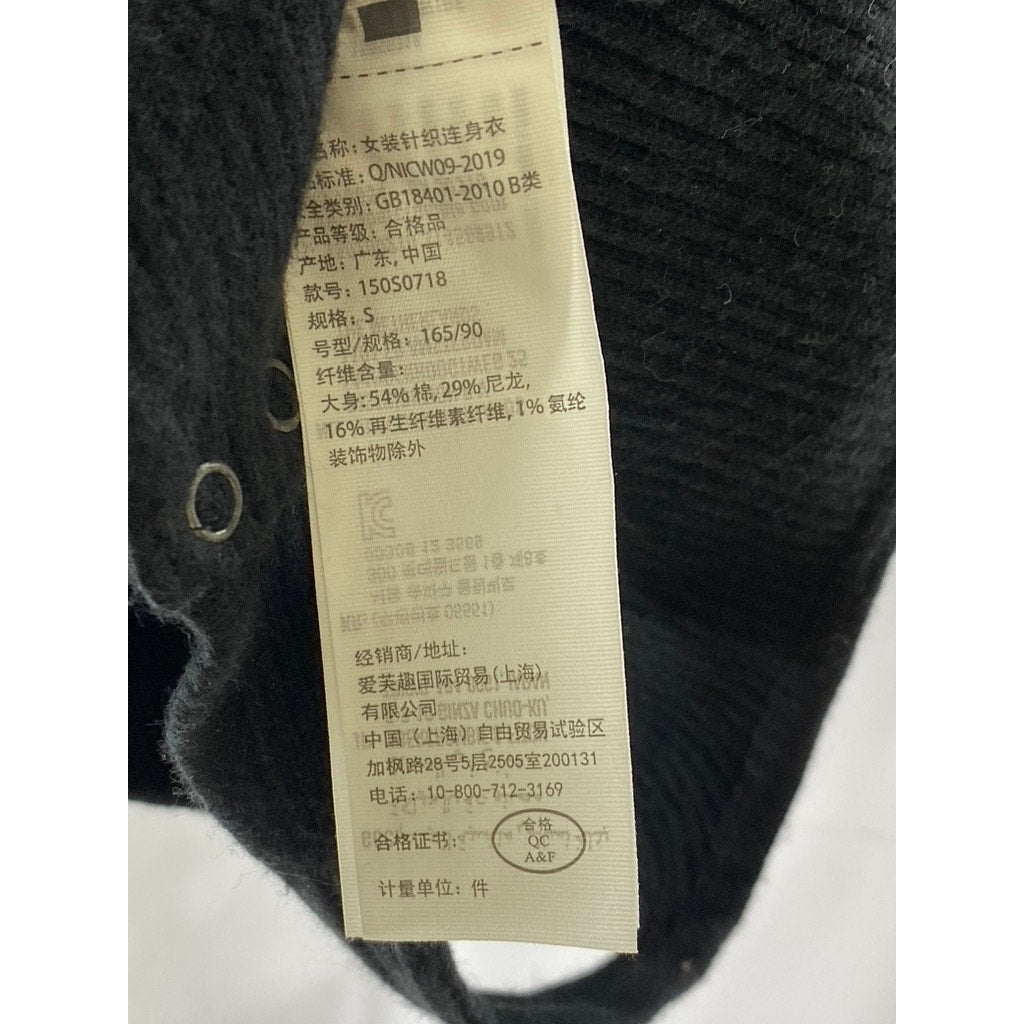 名称: 女装针织连身衣
标准: Q/NICW09-2019
全类别: GB18401-2010 B类
产品等级: 合格品
产地: 广东, 中国
款号: 150S0718
规格: S
号型/规格: 165/90
纤维含量:
大身: 54% 棉, 29% 尼龙,
16% 再生纤维素纤维, 1% 氨纶
装饰物除外
经销商/地址:
爱芙趣国际贸易(上海)
有限公司
中国 (上海) 自由贸易试验区
加枫路28号5层2505室200131
电话: 10-800-712-3169
合格证书:
合格
QC
A&F
计量单位: 件